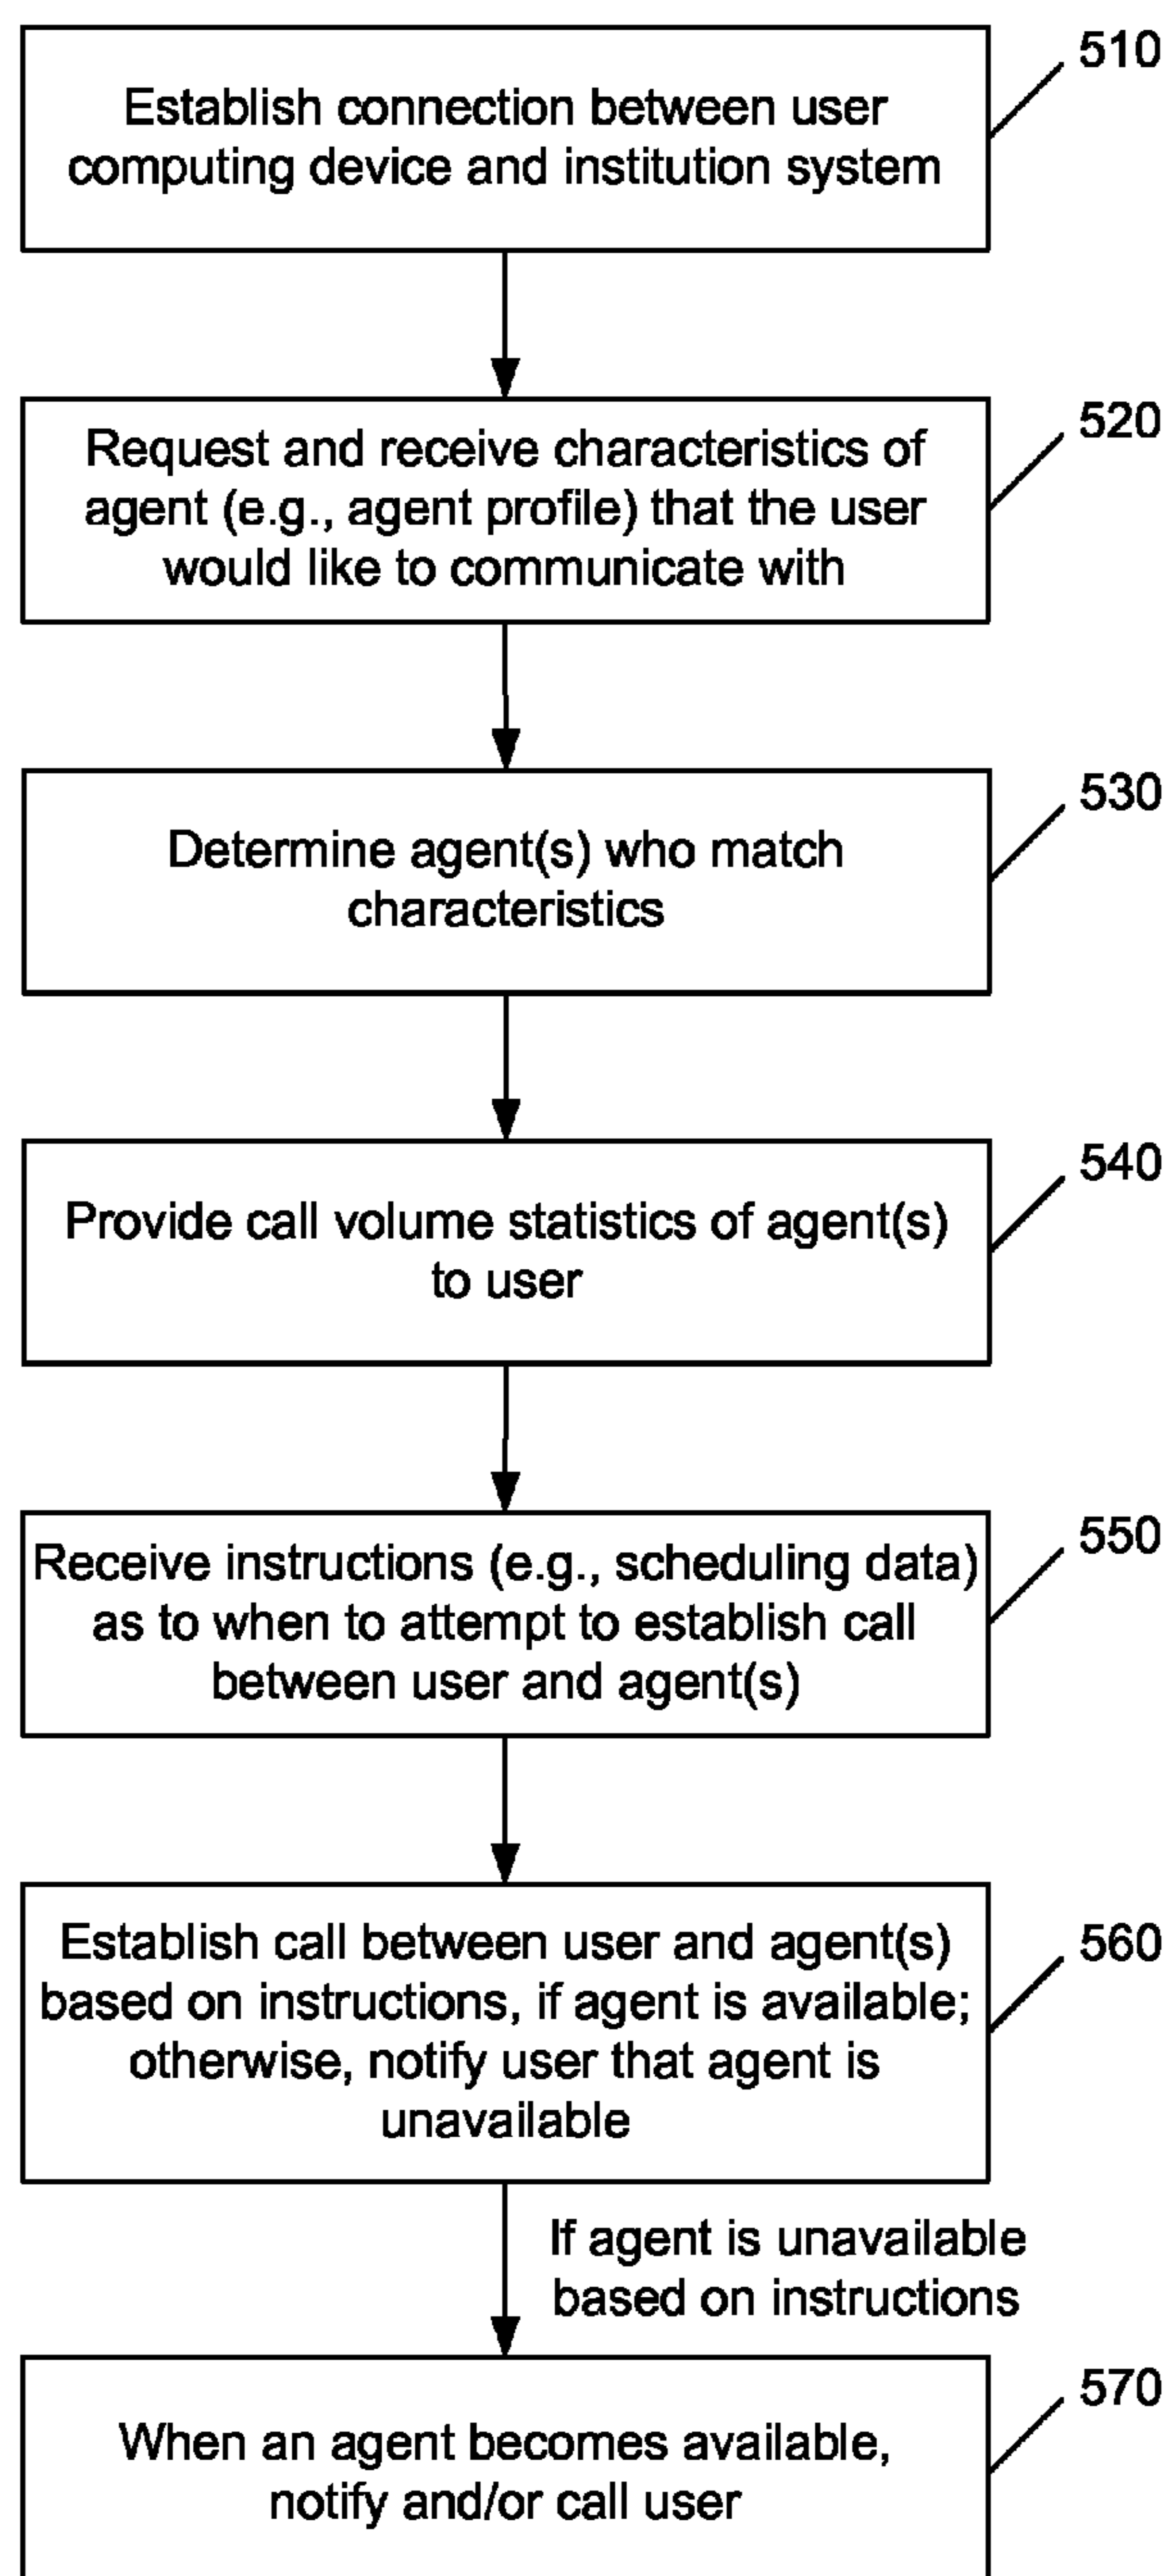 510
Establish connection between user
computing device and institution system
520
Request and receive characteristics of
agent (e.g., agent profile) that the user
would like to communicate with
530
Determine agent(s) who match
characteristics
540
Provide call volume statistics of agent(s)
to user
550
Receive instructions (e.g., scheduling data)
as to when to attempt to establish call
between user and agent(s)
560
Establish call between user and agent(s)
based on instructions, if agent is available;
otherwise, notify user that agent is
unavailable
If agent is unavailable
based on instructions
570
When an agent becomes available,
notify and/or call user